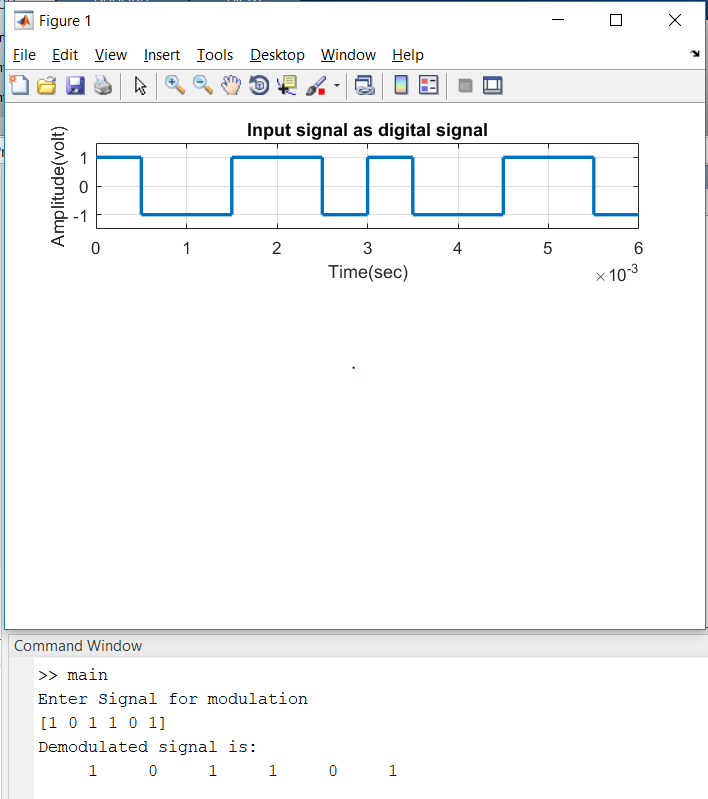 Figure 1
File Edit View Insert Tools Desktop Window Help
Input signal as digital signal
Amplitude(volt)
1
0
-1
0 1 2 3 4 5 6
Time(sec)
×10-3
Command Window
>> main
Enter Signal for modulation
[1 0 1 1 0 1]
Demodulated signal is:
1 0 1 1 0 1